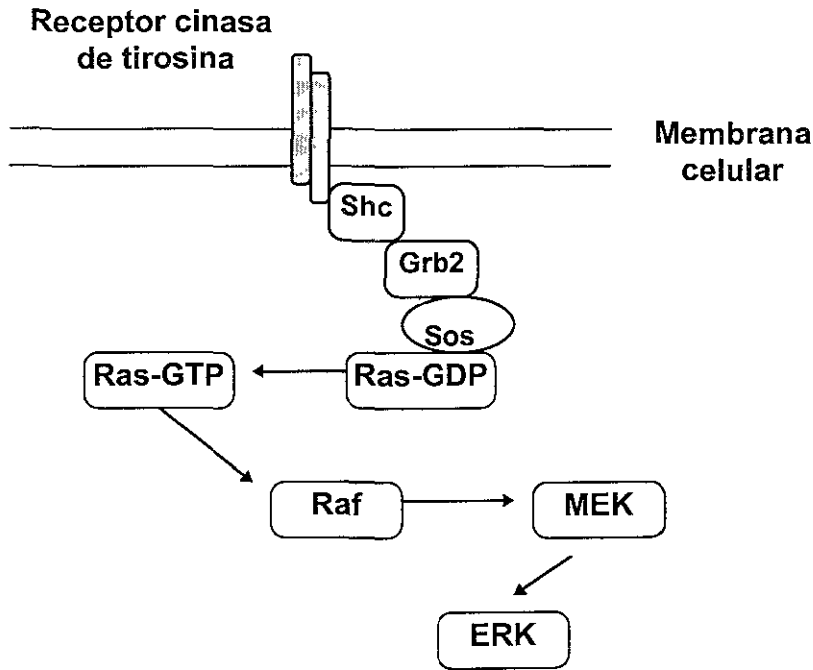 Receptor cinasa
de tirosina
Membrana
celular
Shc
Grb2
Sos
Ras-GTP
Ras-GDP
Raf
MEK
ERK